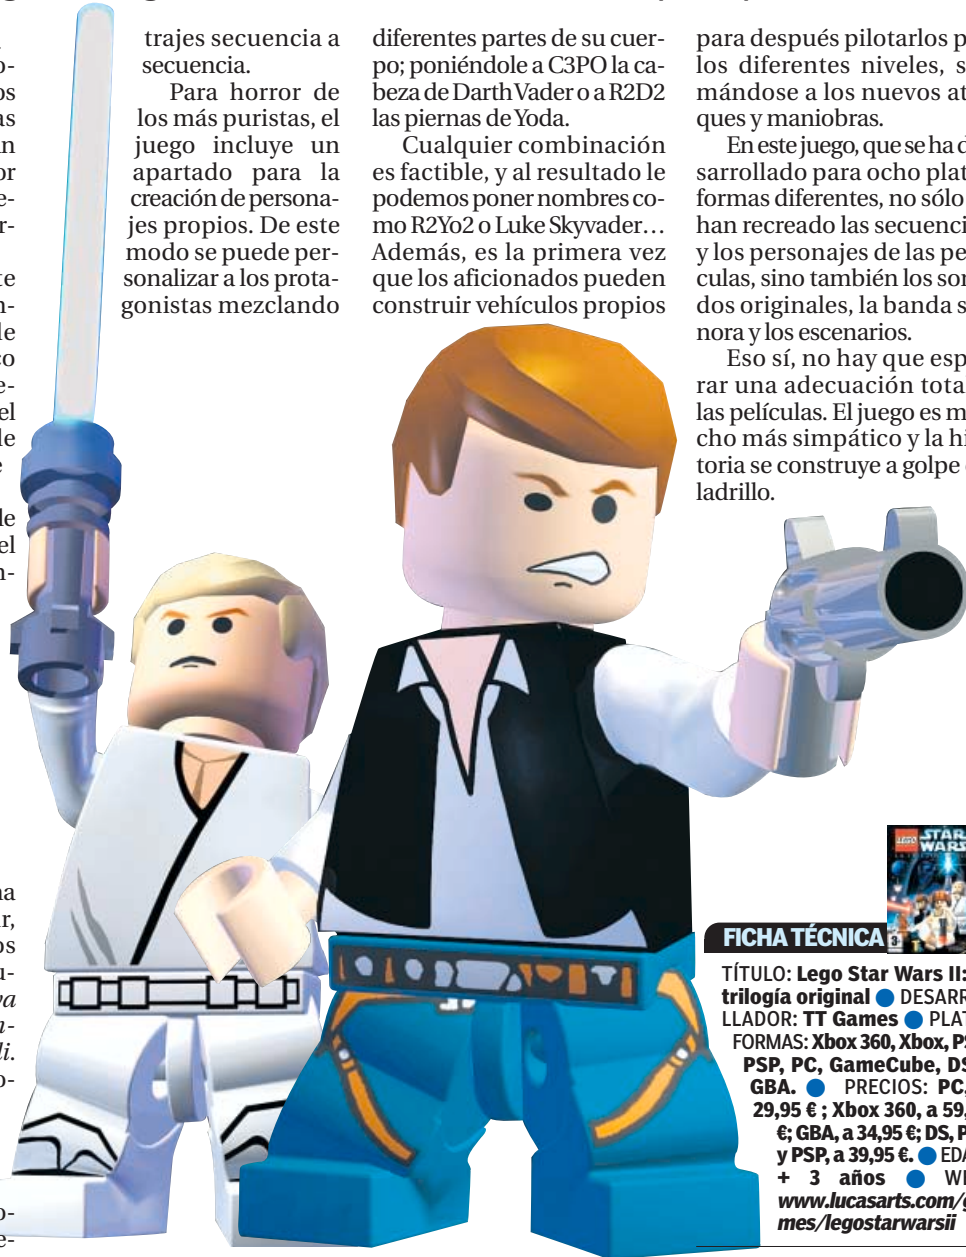 trajes secuencia a
secuencia.
Para horror de
los más puristas, el
juego incluye un
apartado para la
creación de persona-
jes propios. De este
modo se puede per-
sonalizar a los prota-
gonistas mezclando
diferentes partes de su cuer-
po; poniéndole a C3PO la ca-
beza de Darth Vader o a R2D2
las piernas de Yoda.
Cualquier combinación
es factible, y al resultado le
podemos poner nombres co-
mo R2Yo2 o Luke Skyvader...
Además, es la primera vez
que los aficionados pueden
construir vehículos propios
para después pilotarlos p
los diferentes niveles, s
mándose a los nuevos at
ques y maniobras.
En este juego, que se ha d
sarrollado para ocho plat
formas diferentes, no sólo
han recreado las secuenci
y los personajes de las pe
culas, sino también los son
dos originales, la banda s
nora y los escenarios.
Eso sí, no hay que esp
rar una adecuación tota
las películas. El juego es m
cho más simpático y la hi
toria se construye a golpe
ladrillo.
LEGO STAR WARS
FICHA TÉCNICA
TÍTULO: Lego Star Wars II:
trilogía original ● DESARR
LLADOR: TT Games ● PLAT
FORMAS: Xbox 360, Xbox, PS
PSP, PC, GameCube, DS
GBA. ● PRECIOS: PC,
29,95 € ; Xbox 360, a 59,
€; GBA, a 34,95 €; DS, P
y PSP, a 39,95 €. ● EDA
+ 3 años ● WE
www.lucasarts.com/g
mes/legostarwarsii